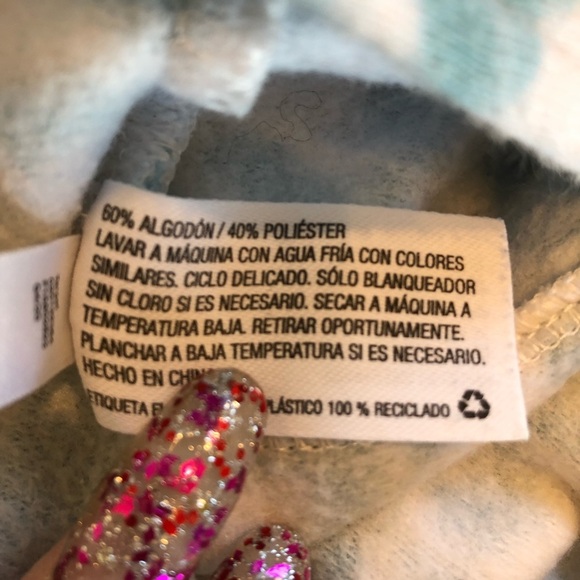 60% ALGODÓN / 40% POLIÉSTER
LAVAR A MÁQUINA CON AGUA FRÍA CON COLORES
SIMILARES. CICLO DELICADO. SÓLO BLANQUEADOR
SIN CLORO SI ES NECESARIO. SECAR A MÁQUINA A
TEMPERATURA BAJA. RETIRAR OPORTUNAMENTE.
PLANCHAR A BAJA TEMPERATURA SI ES NECESARIO.
HECHO EN
ETIQUETA PLÁSTICO 100 % RECICLADO